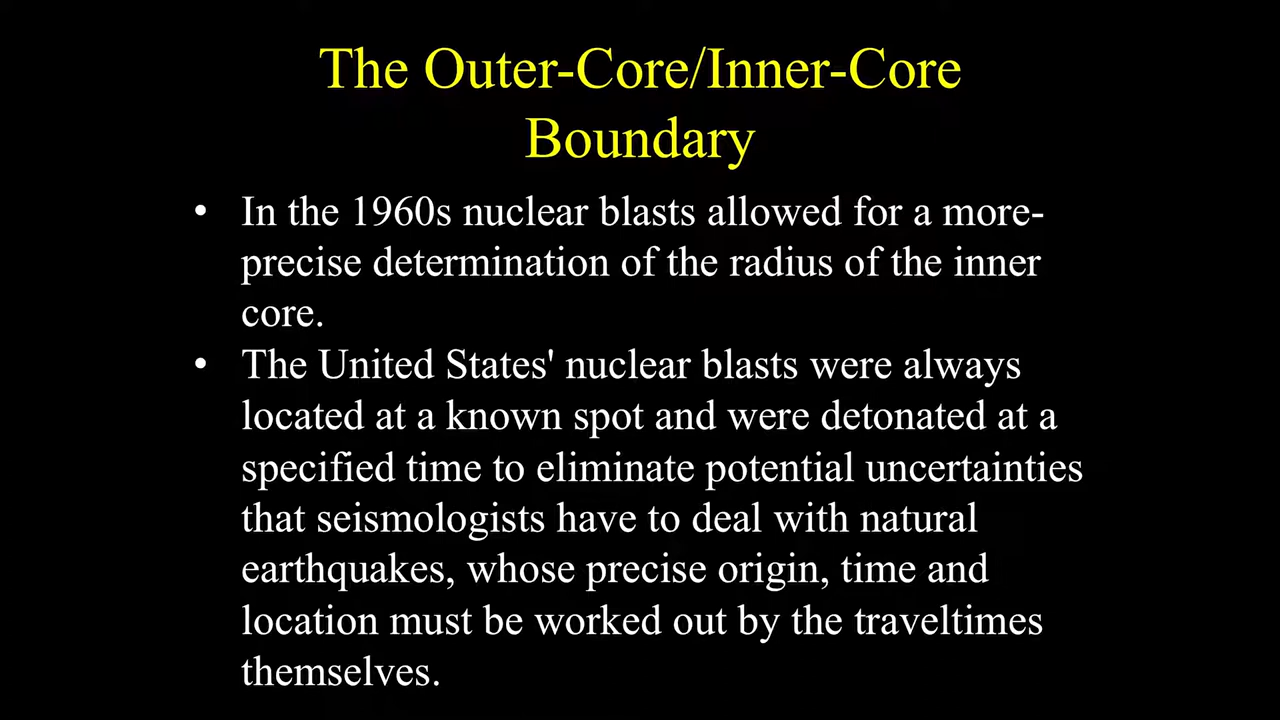 The Outer-Core/Inner-Core
Boundary
• In the 1960s nuclear blasts allowed for a more-
precise determination of the radius of the inner
core.
• The United States' nuclear blasts were always
located at a known spot and were detonated at a
specified time to eliminate potential uncertainties
that seismologists have to deal with natural
earthquakes, whose precise origin, time and
location must be worked out by the traveltimes
themselves.